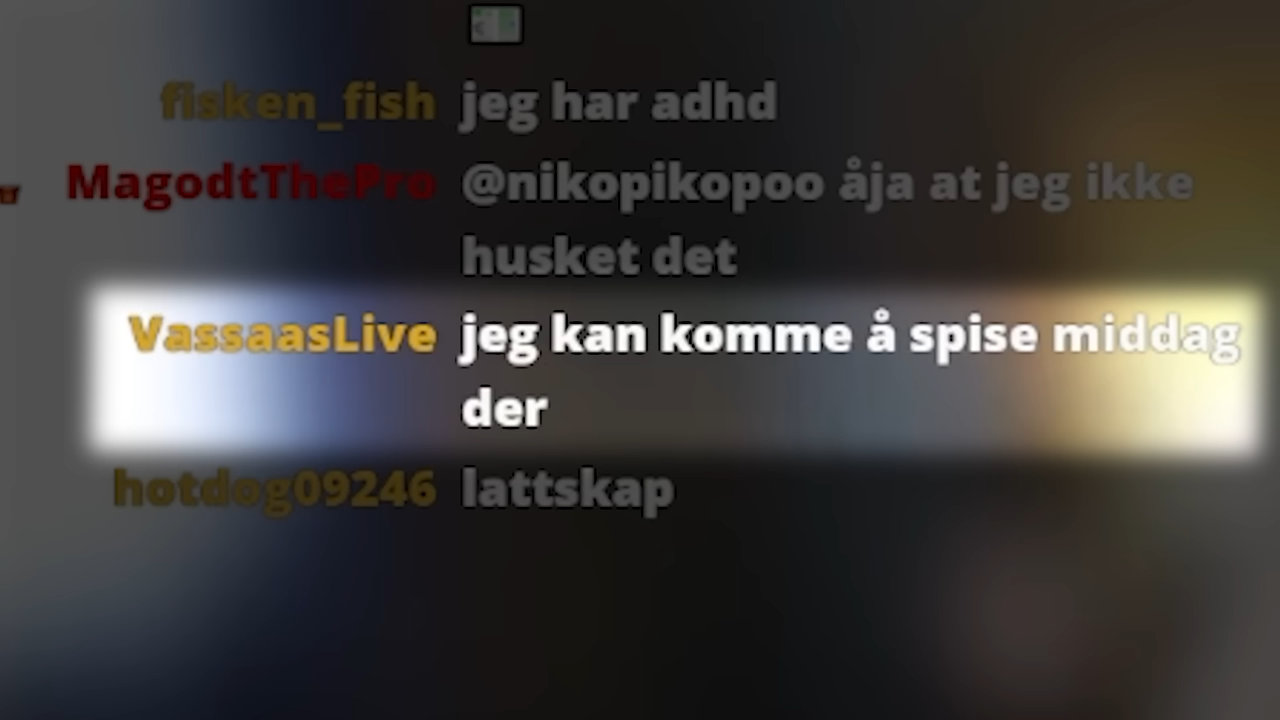 fisken_fish jeg har adhd
MagodtThePro @nikopikopoo åja at jeg ikke
husket det
VassaasLive jeg kan komme å spise middag
der
hotdog09246 lattskap